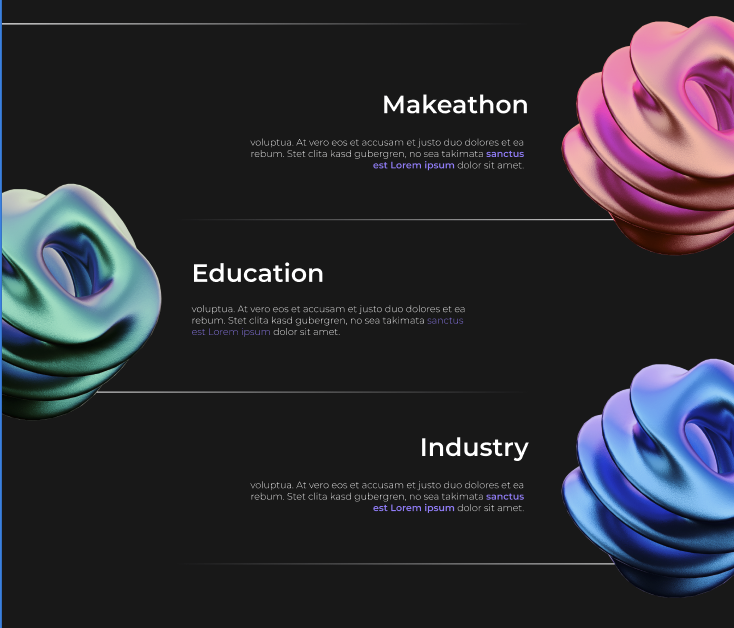 Makeathon
voluptua. At vero eos et accusam et justo duo dolores et ea
rebum. Stet clita kasd gubergren, no sea takimata sanctus
est Lorem ipsum dolor sit amet.
Education
voluptua. At vero eos et accusam et justo duo dolores et ea
rebum. Stet clita kasd gubergren, no sea takimata sanctus
est Lorem ipsum dolor sit amet.
Industry
voluptua. At vero eos et accusam et justo duo dolores et ea
rebum. Stet clita kasd gubergren, no sea takimata sanctus
est Lorem ipsum dolor sit amet.